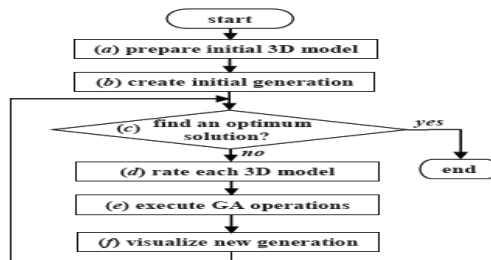 start
(a) prepare initial 3D model
(b) create initial generation
(c) find an optimum
solution?
yes
no
end
(d) rate each 3D model
(e) execute GA operations
(f) visualize new generation